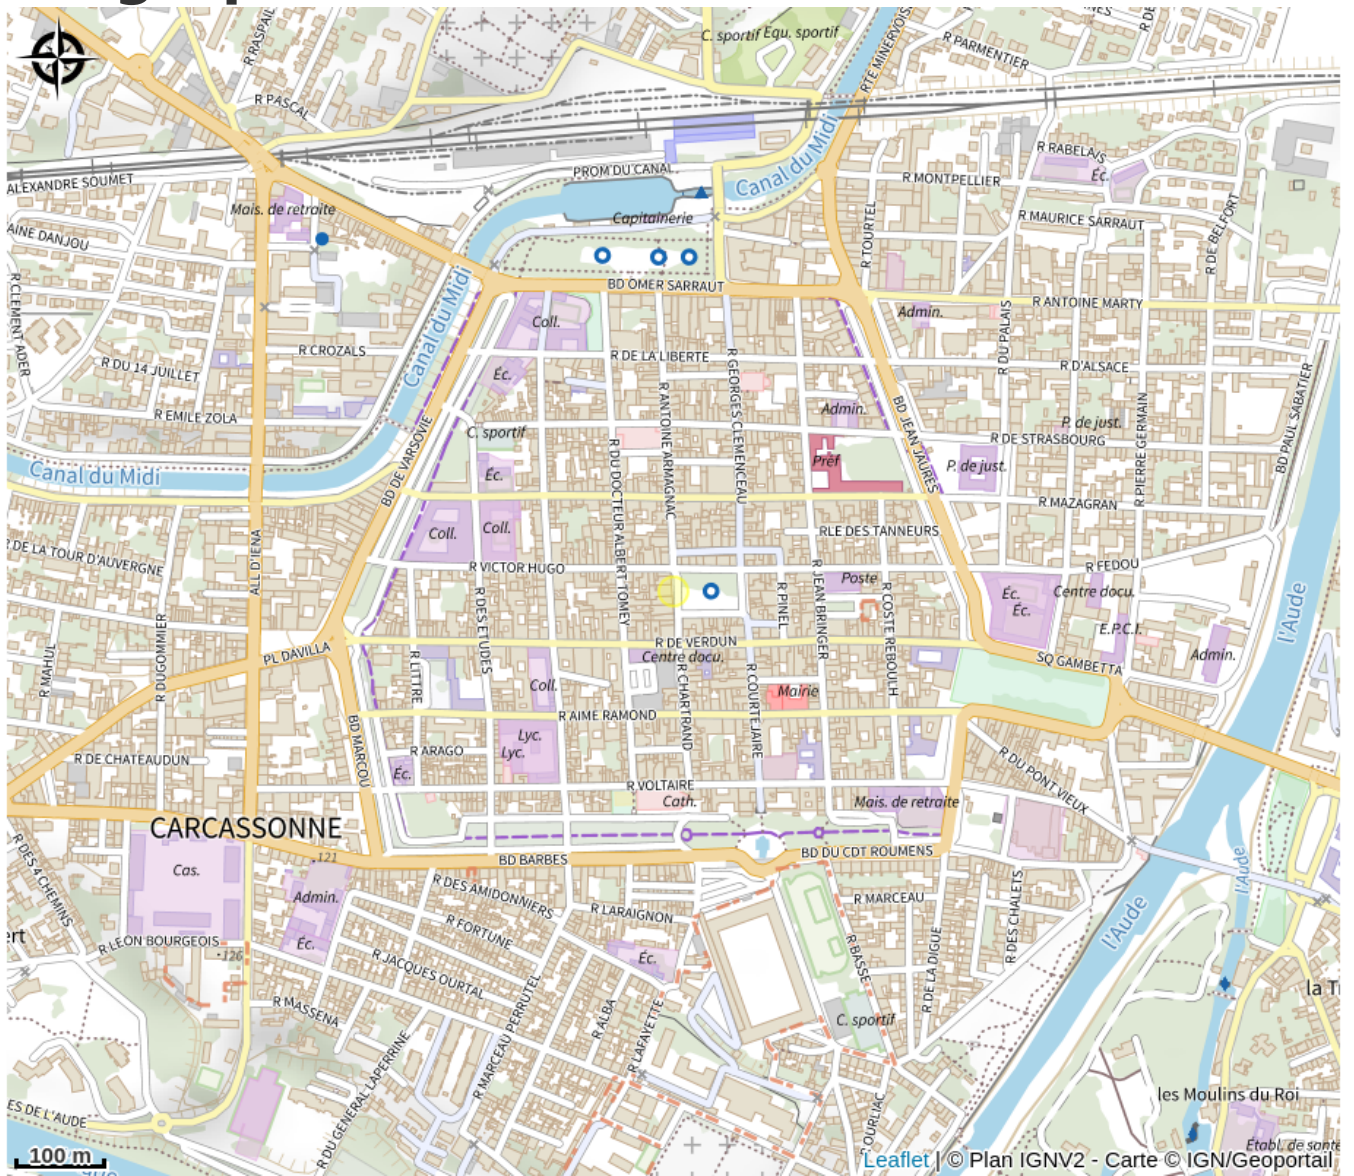 C. sportif Equ. sportif
R RASPAIL
R PARMENTIER
RTE MINERVOISE
R PASCAL
ALEXANDRE SOUMET
PROM DU CANAL
Canal du Midi
R RABELAIS
Éc.
R MONTPELLIER
Mais. de retraite
Capitainerie
R MAURICE SARRAUT
R TOURTEL
R DE BELFORT
AINE DANJOU
R CLEMENT ADER
Canal du Midi
BD OMER SARRAUT
R ANTOINE MARTY
Coll.
Admin.
R CROZALS
R DE LA LIBERTE
R DU PALAIS
R DU 14 JUILLET
Éc.
R GEORGES CLEMENCEAU
R D'ALSACE
R ANTOINE ARMAGNAC
BD PAUL SABATIER
R EMILE ZOLA
Admin.
BD JEAN JAURES
P. de just.
R PIERRE GERMAIN
C. sportif
R DE STRASBOURG
BD DE VARSOVIE
R DU DOCTEUR ALBERT TOMEY
Préf
P. de just.
Canal du Midi
Éc.
R MAZAGRAN
Coll.
Coll.
RLE DES TANNEURS
R DE LA TOUR D'AUVERGNE
ALL D'IENA
R VICTOR HUGO
R FEDOU
Poste
R JEAN BRINGER
R PINEL
R COSTE REBOULH
Éc.
Éc.
Centre docu.
l'Aude
R DES ETUDES
E.P.C.I.
R MAHUL
R DUGOMMIER
PL DAVILLA
R DE VERDUN
Centre docu.
SQ GAMBETTA
Admin.
R LITTRE
Coll.
R CHARTRAND
R COURTEJAIRE
Mairie
R AIME RAMOND
BD MARCOU
Lyc.
Lyc.
R ARAGO
R DE CHATEAUDUN
Éc.
R VOLTAIRE
Cath.
Mais. de retraite
R DU PONT VIEUX
CARCASSONNE
121
BD BARBES
BD DU CDT ROUMENS
l'Aude
Cas.
R DES 4 CHEMINS
Admin.
R DES AMIDONNIERS
R LARAIGNON
R MARCEAU
R DES CHALETS
l'Aude
R FORTUNE
R LEON BOURGEOIS
Éc.
126
R JACQUES OURTAL
Éc.
R BASSE
R DE LA DIGUE
R MASSENA
R MARCEAU PERRUTEL
R ALBA
R LAFAYETTE
C. sportif
la Tr
R DU GENERAL LAPERRINE
les Moulins du Roi
ES DE L'AUDE
Établ. de santé
100 m
Leaflet | © Plan IGNV2 - Carte © IGN/Geoportail